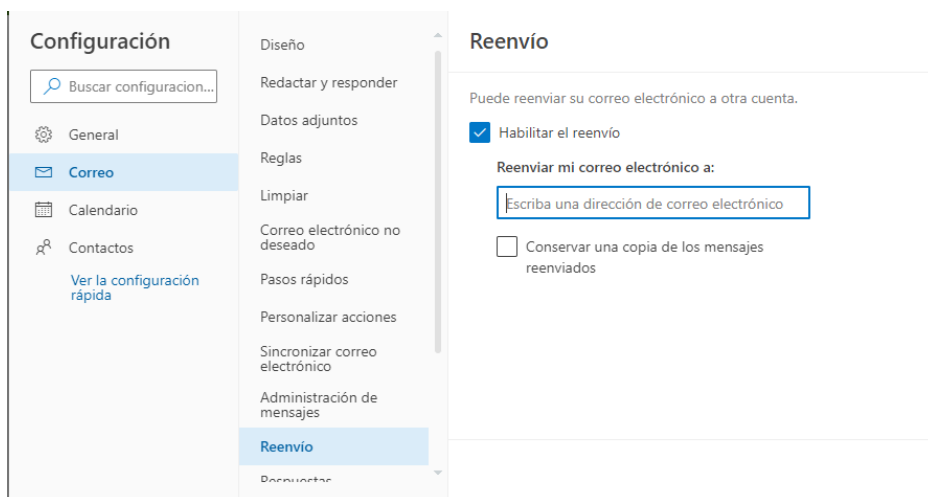 Configuración
Buscar configuracion...
General
Correo
Calendario
Contactos
Ver la configuración
rápida
Diseño
Redactar y responder
Datos adjuntos
Reglas
Limpiar
Correo electrónico no
deseado
Pasos rápidos
Personalizar acciones
Sincronizar correo
electrónico
Administración de
mensajes
Reenvío
Respuestas
Reenvío
Puede reenviar su correo electrónico a otra cuenta.
Habilitar el reenvío
Reenviar mi correo electrónico a:
Escriba una dirección de correo electrónico
Conservar una copia de los mensajes
reenviados